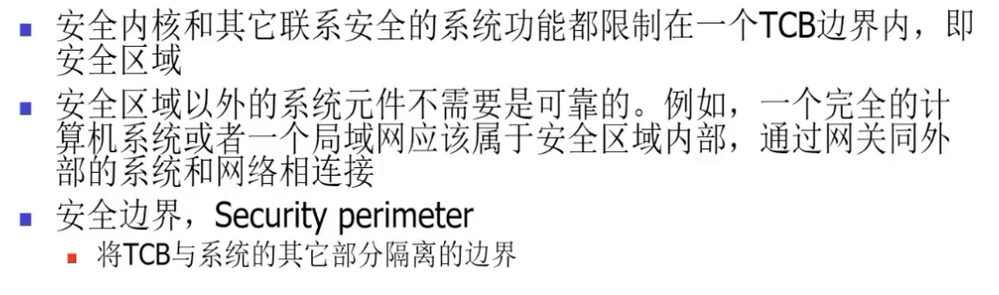 安全内核和其它联系安全的系统功能都限制在一个TCB边界内，即
安全区域
安全区域以外的系统元件不需要是可靠的。例如，一个完全的计
算机系统或者一个局域网应该属于安全区域内部，通过网关同外
部的系统和网络相连接
安全边界，Security perimeter
将TCB与系统的其它部分隔离的边界